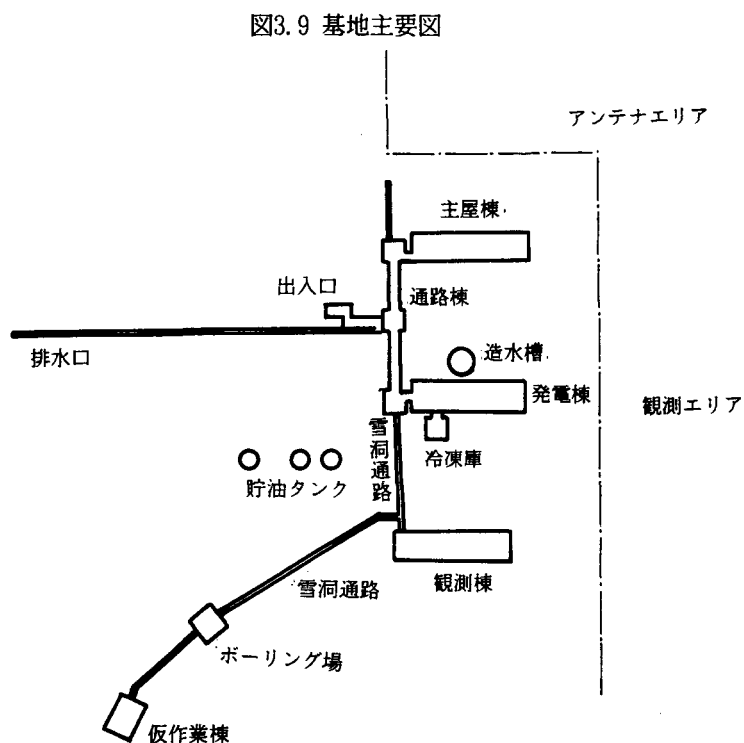 図3.9 基地主要図
アンテナエリア
主屋棟
出入口
通路棟
排水口
造水槽
発電棟
観測エリア
雪洞通路
冷凍庫
貯油タンク
観測棟
雪洞通路
ボーリング場
仮作業棟